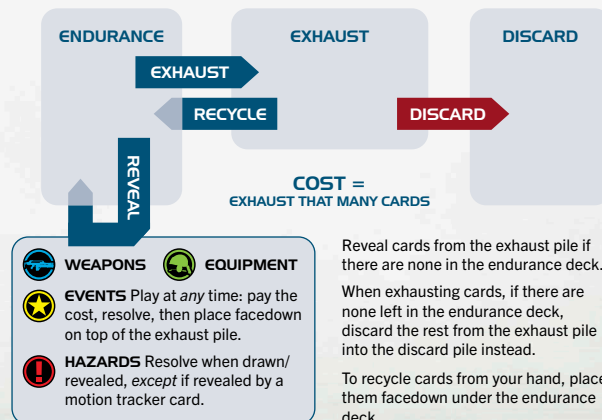 ENDURANCE
EXHAUST
DISCARD
EXHAUST
RECYCLE
DISCARD
REVEAL
COST =
EXHAUST THAT MANY CARDS
WEAPONS
EQUIPMENT
EVENTS Play at any time: pay the
cost, resolve, then place facedown
on top of the exhaust pile.
HAZARDS Resolve when drawn/
revealed, except if revealed by a
motion tracker card.
Reveal cards from the exhaust pile if
there are none in the endurance deck.
When exhausting cards, if there are
none left in the endurance deck,
discard the rest from the exhaust pile
into the discard pile instead.
To recycle cards from your hand, place
them facedown under the endurance
deck.